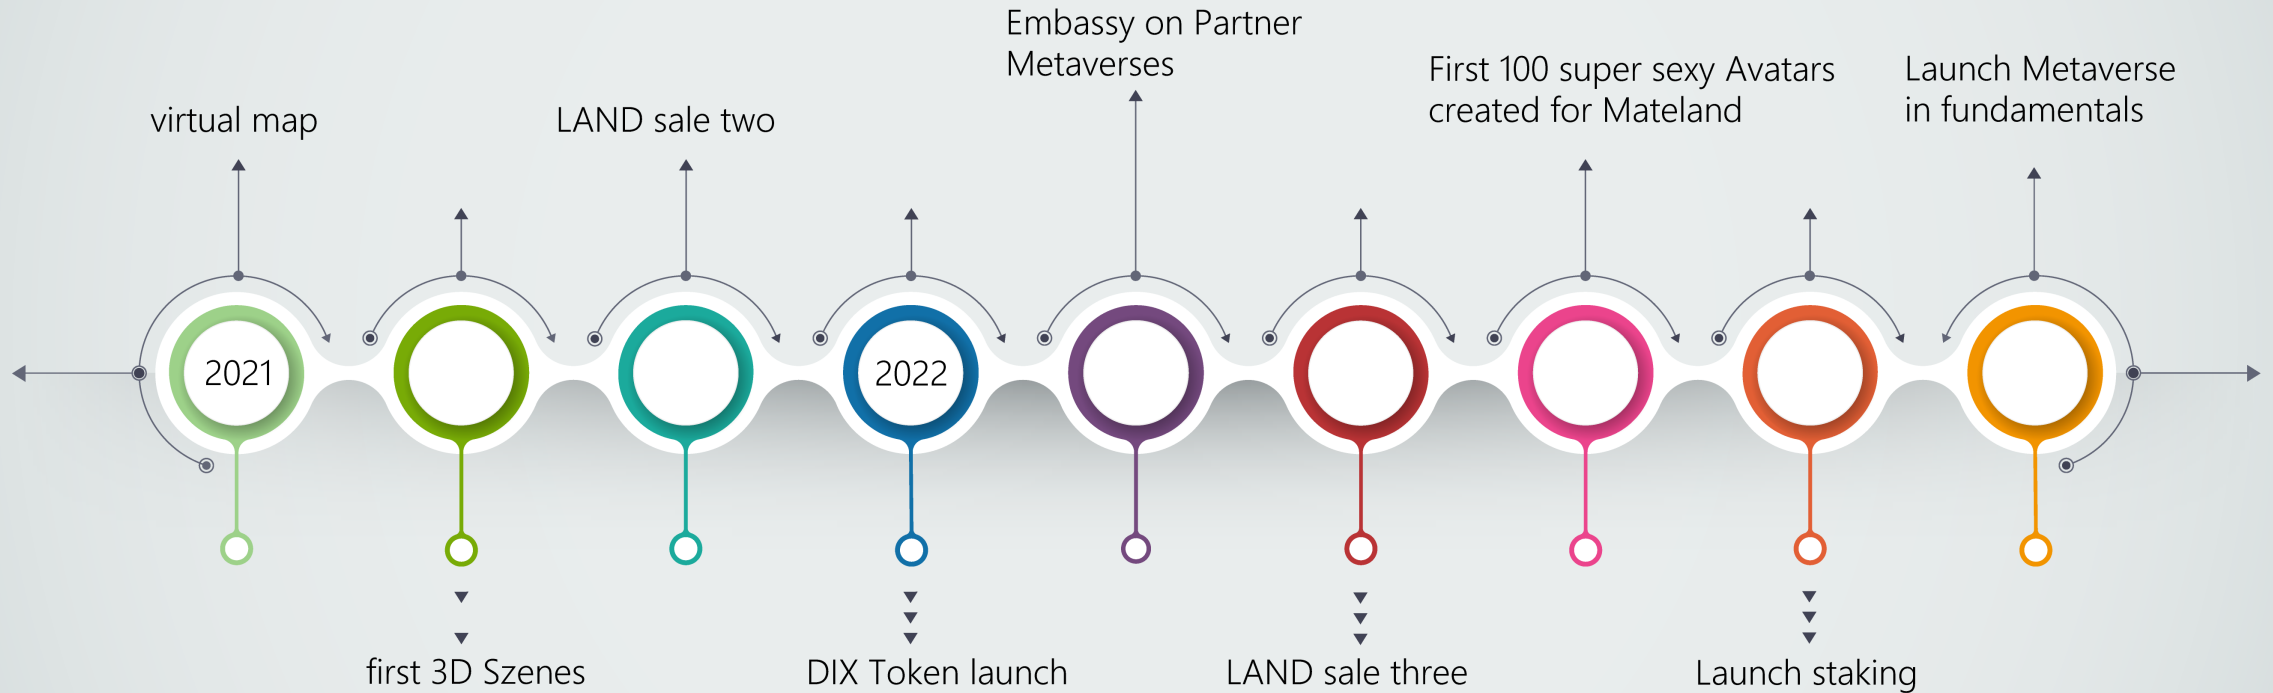 Embassy on Partner
Metaverses
First 100 super sexy Avatars
created for Mateland
Launch Metaverse
in fundamentals
virtual map
LAND sale two
2021
2022
first 3D Szenes
DIX Token launch
LAND sale three
Launch staking